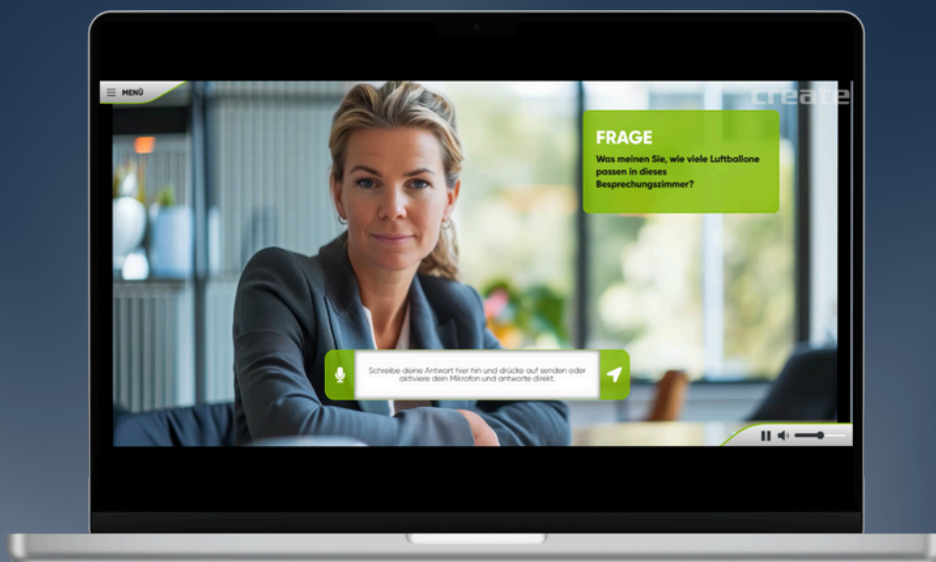 MENÜ
create
FRAGE
Was meinen Sie, wie viele Luftballone
passen in dieses
Besprechungszimmer?
Schreibe deine Antwort hier hin und drücke auf senden oder
aktiviere dein Mikrofon und antworte direkt.